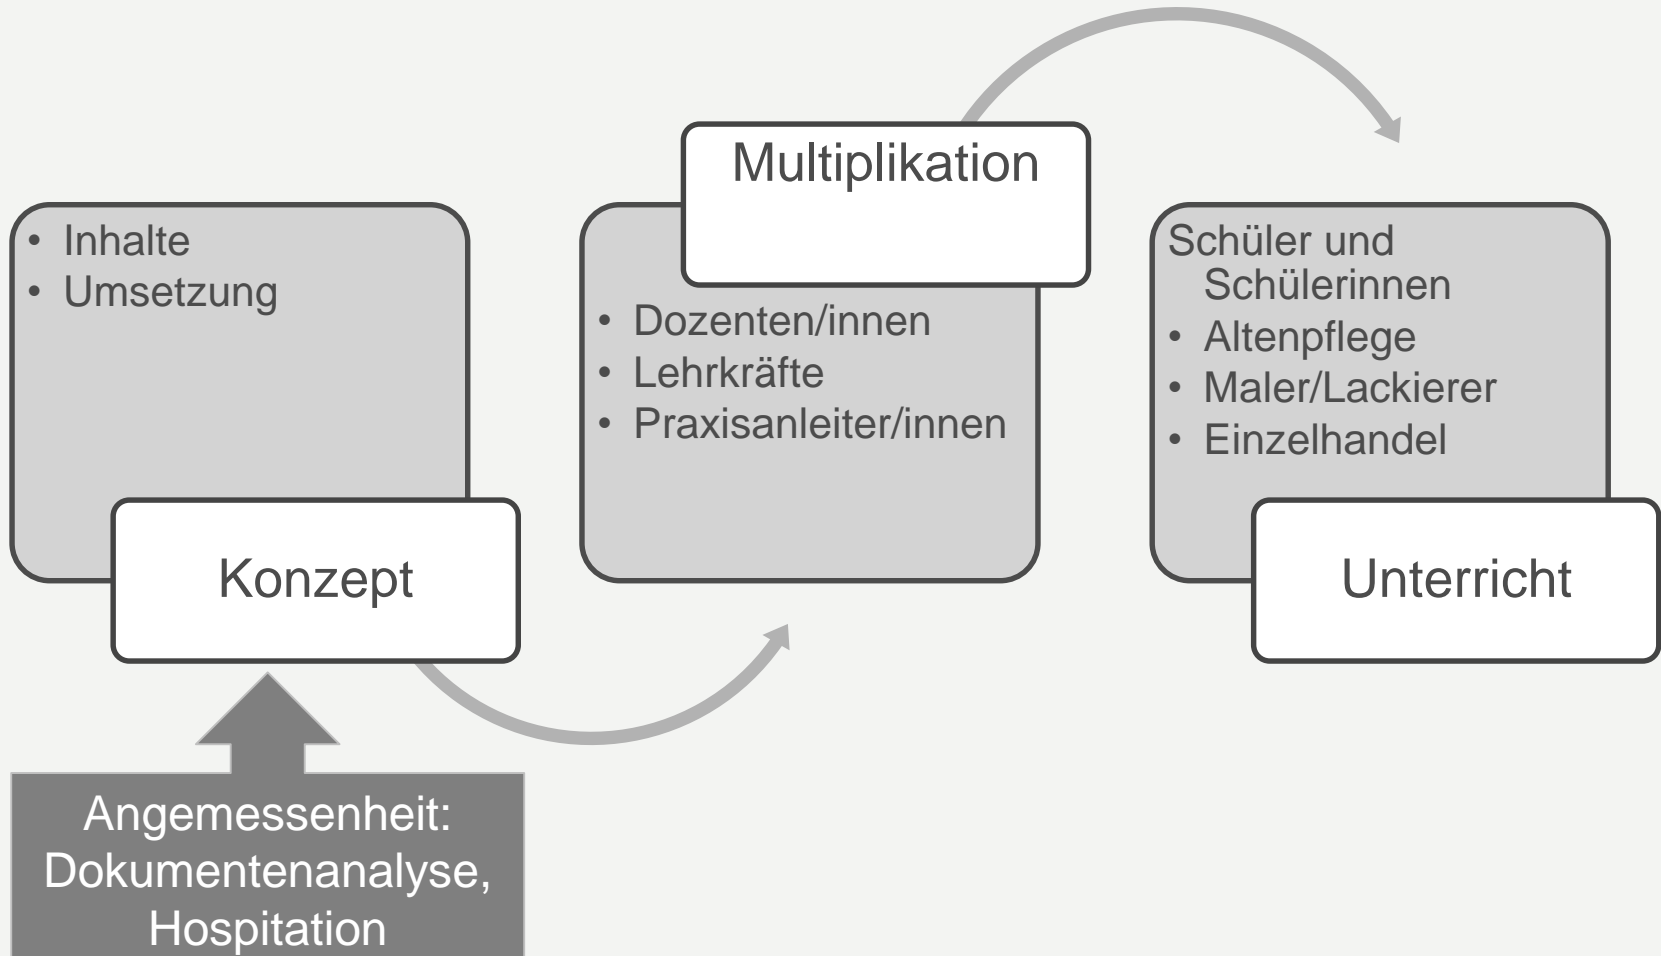 • Inhalte
• Umsetzung
Konzept
Angemessenheit:
Dokumentenanalyse,
Hospitation
Multiplikation
• Dozenten/innen
• Lehrkräfte
• Praxisanleiter/innen
Schüler und
Schülerinnen
• Altenpflege
• Maler/Lackierer
• Einzelhandel
Unterricht